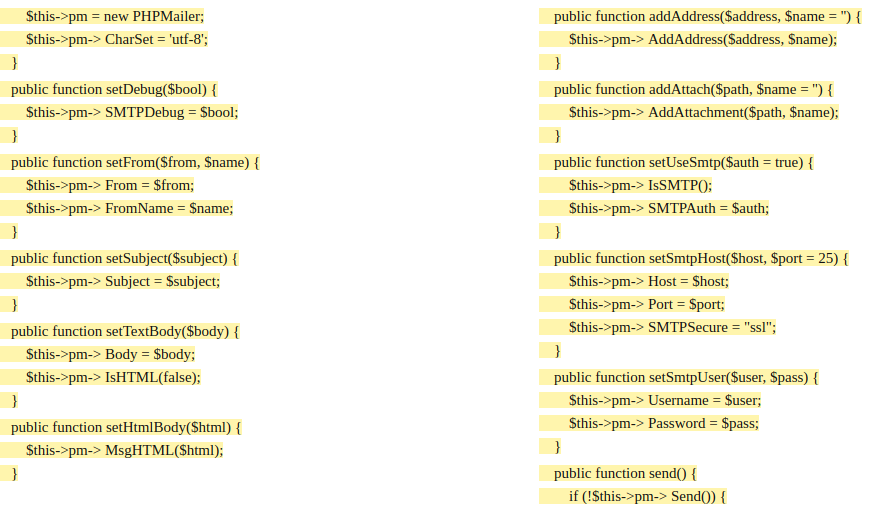 $this->pm = new PHPMailer;
$this->pm-> CharSet = 'utf-8';
}
public function setDebug($bool) {
$this->pm-> SMTPDebug = $bool;
}
public function setFrom($from, $name) {
$this->pm-> From = $from;
$this->pm-> FromName = $name;
}
public function setSubject($subject) {
$this->pm-> Subject = $subject;
}
public function setTextBody($body) {
$this->pm-> Body = $body;
$this->pm-> IsHTML(false);
}
public function setHtmlBody($html) {
$this->pm-> MsgHTML($html);
}
public function addAddress($address, $name = '') {
$this->pm-> AddAddress($address, $name);
}
public function addAttach($path, $name = '') {
$this->pm-> AddAttachment($path, $name);
}
public function setUseSmtp($auth = true) {
$this->pm-> IsSMTP();
$this->pm-> SMTPAuth = $auth;
}
public function setSmtpHost($host, $port = 25) {
$this->pm-> Host = $host;
$this->pm-> Port = $port;
$this->pm-> SMTPSecure = "ssl";
}
public function setSmtpUser($user, $pass) {
$this->pm-> Username = $user;
$this->pm-> Password = $pass;
}
public function send() {
if (!$this->pm-> Send()) {